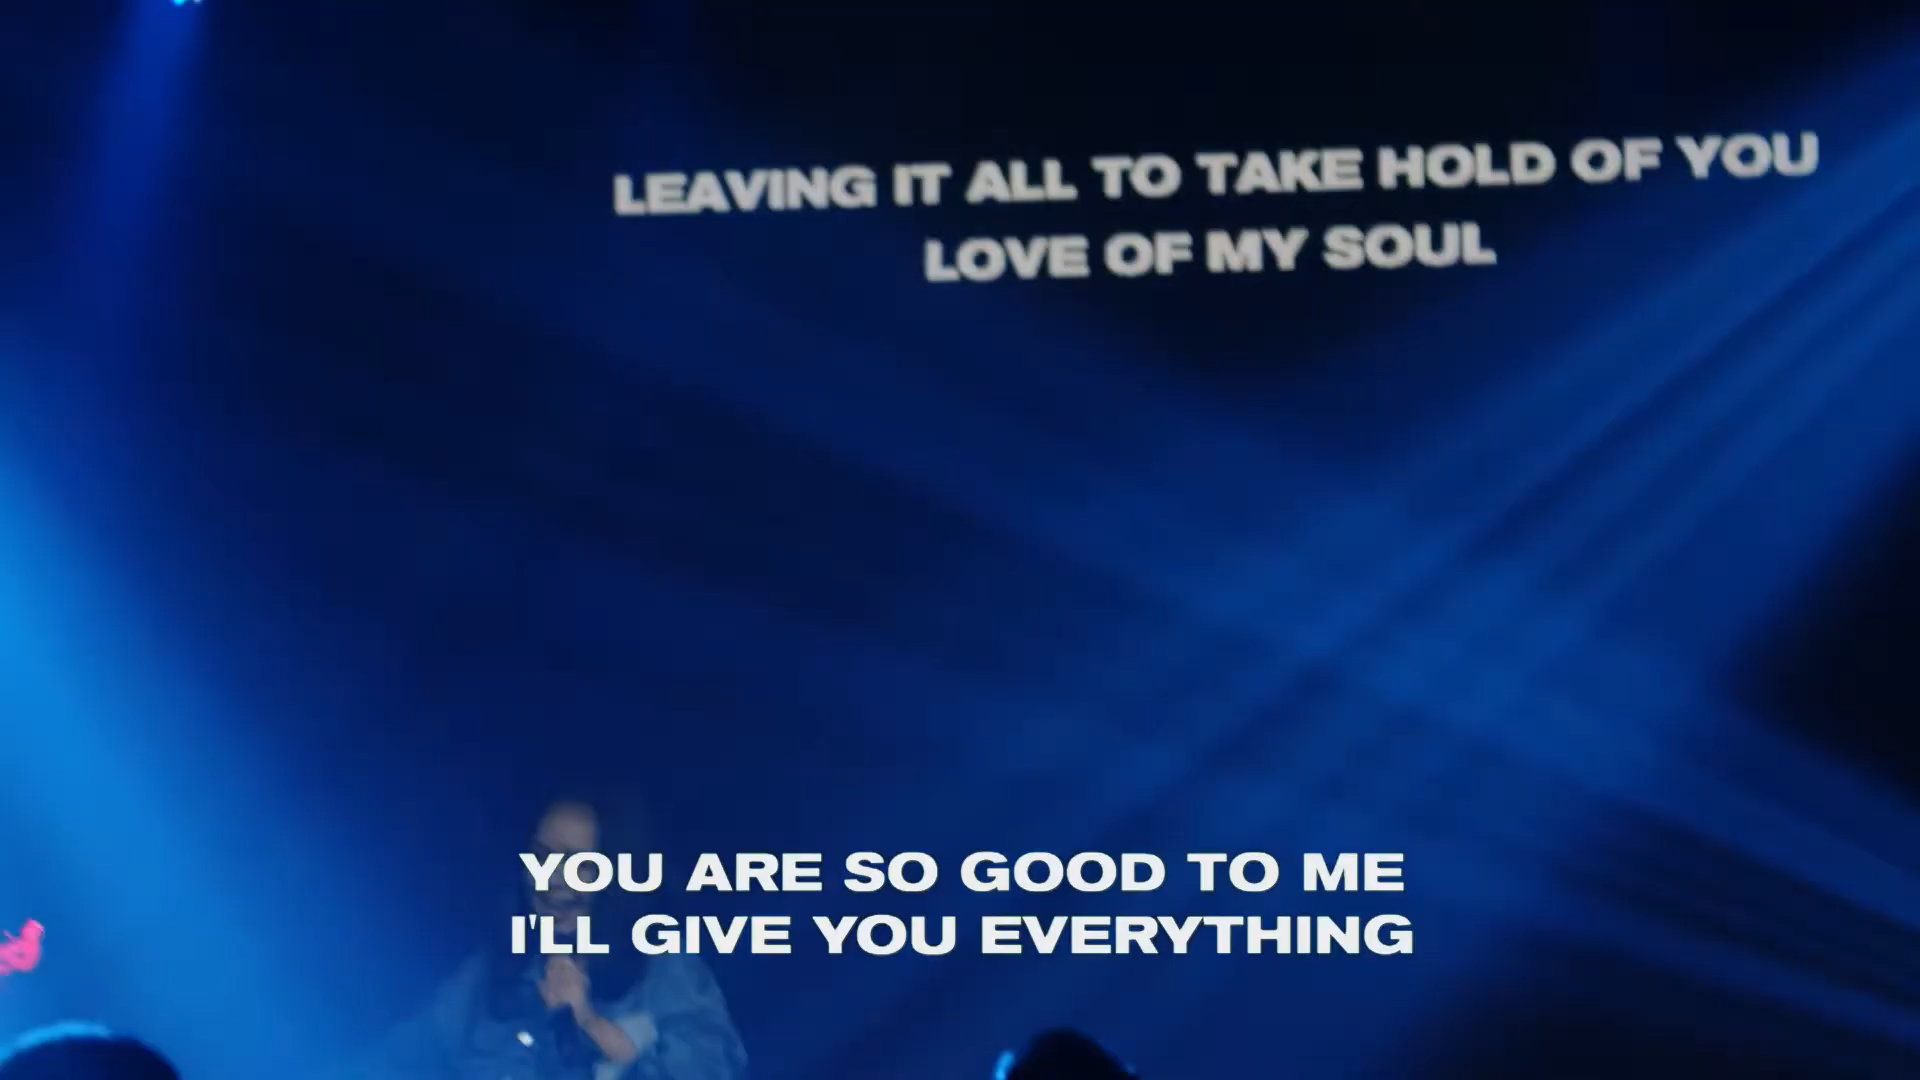 LEAVING IT ALL TO TAKE HOLD OF YOU
LOVE OF MY SOUL
YOU ARE SO GOOD TO ME
I'LL GIVE YOU EVERYTHING